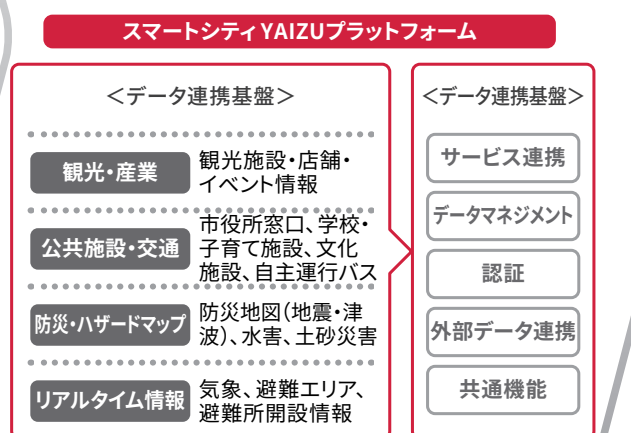 スマートシティYAIZUプラットフォーム
＜データ連携基盤＞
観光・産業
観光施設・店舗・
イベント情報
公共施設・交通
市役所窓口、学校・
子育て施設、文化
施設、自主運行バス
防災・ハザードマップ
防災地図（地震・津
波）、水害、土砂災害
リアルタイム情報
気象、避難エリア、
避難所開設情報
＜データ連携基盤＞
サービス連携
データマネジメント
認証
外部データ連携
共通機能